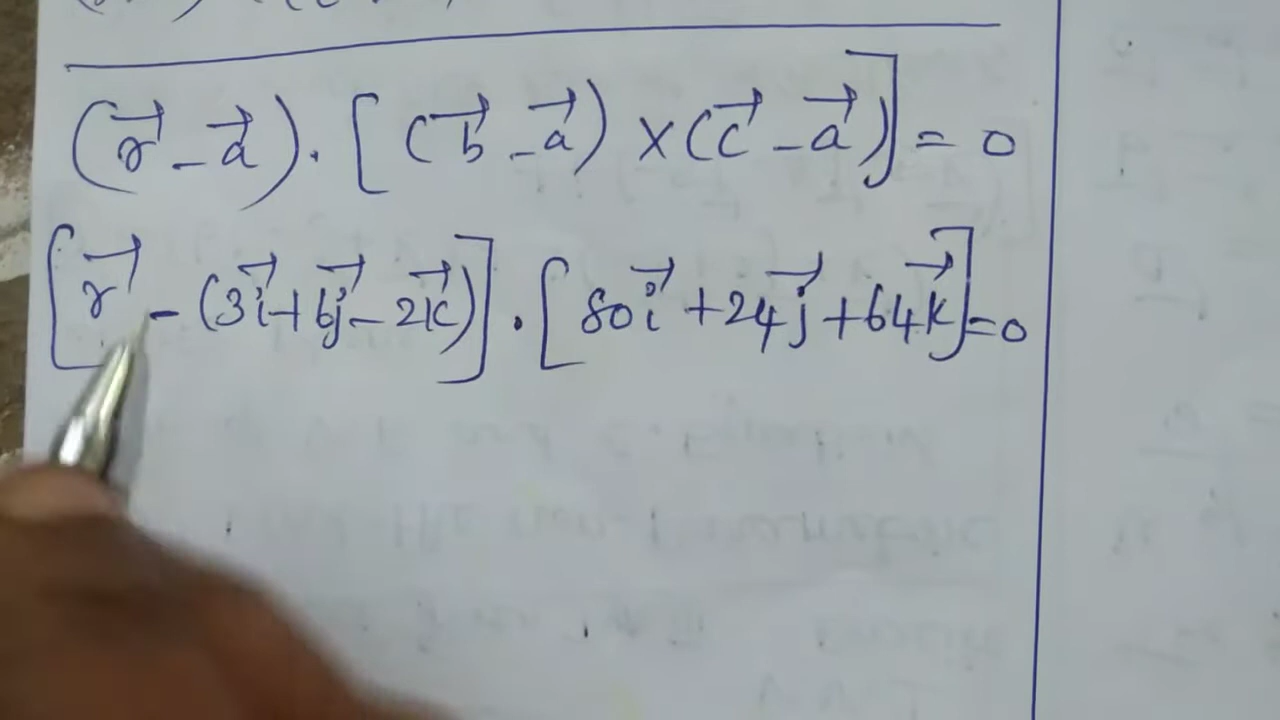 (r⃗ - a⃗) . [(b⃗ - a⃗) × (c⃗ - a⃗)] = 0
[r⃗ - (3i⃗ + 6j⃗ - 2k⃗)] . [80i⃗ + 24j⃗ + 64k⃗] = 0